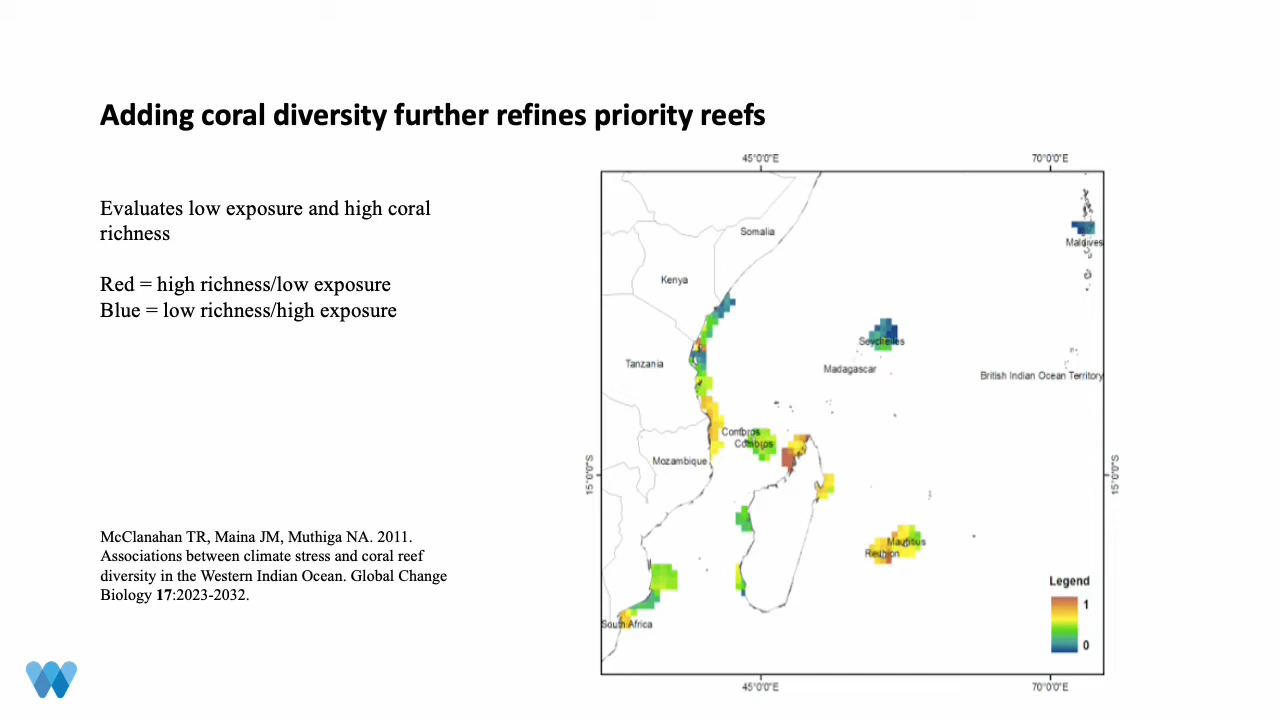 Adding coral diversity further refines priority reefs
Evaluates low exposure and high coral
richness
Red = high richness/low exposure
Blue = low richness/high exposure
McClanahan TR, Maina JM, Muthiga NA. 2011.
Associations between climate stress and coral reef
diversity in the Western Indian Ocean. Global Change
Biology 17:2023-2032.
45°0'0"E
70°0'0"E
Somalia
Maldives
Kenya
Seychelles
Tanzania
Madagascar
British Indian Ocean Territory
Comoros
Comoros
Mozambique
15°0'0"S
15°0'0"S
Mauritius
Reunion
South Africa
Legend
1
0
45°0'0"E
70°0'0"E